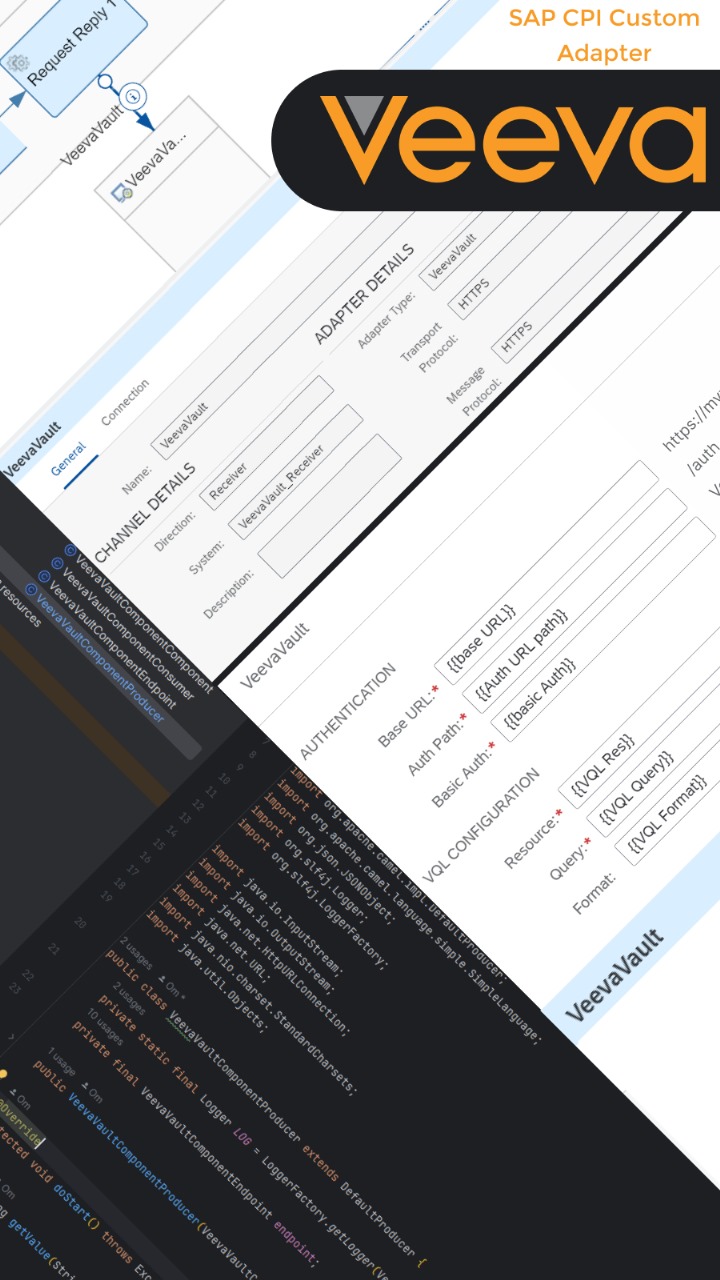 SAP CPI Custom
Adapter
Veeva
Request Reply 1
VeevaVault
VeevaVa...
VeevaVault
General
Connection
Name:
VeevaVault
CHANNEL DETAILS
Direction:
Receiver
System:
VeevaVault_Receiver
Description:
ADAPTER DETAILS
Adapter Type:
VeevaVault
Transport
Protocol:
HTTPS
Message
Protocol:
HTTPS
VeevaVault
AUTHENTICATION
Base URL:*
{{base URL}}
Auth Path:*
{{Auth URL path}}
Basic Auth:*
{{basic Auth}}
VQL CONFIGURATION
Resource:*
{{VQL Res}}
Query:*
{{VQL Query}}
Format:
{{VQL Format}}
https://my
/auth
VeevaVault
VeevaVaultComponentComponent
VeevaVaultComponentConsumer
VeevaVaultComponentEndpoint
VeevaVaultComponentProducer
resources
7
8
9
10
11
12
13
14
15
16
17
18
19
20
21
22
23
import org.apache.camel.impl.DefaultProducer;
import org.apache.camel.language.simple.SimpleLanguage;
import org.json.JSONObject;
import org.slf4j.Logger;
import org.slf4j.LoggerFactory;
import java.io.InputStream;
import java.io.OutputStream;
import java.net.HttpURLConnection;
import java.net.URL;
import java.nio.charset.StandardCharsets;
import java.util.Objects;
2 usages Om *
public class VeevaVaultComponentProducer extends DefaultProducer {
2 usages
private static final Logger LOG = LoggerFactory.getLogger(Ve
10 usages
private final VeevaVaultComponentEndpoint endpoint;
1 usage Om
public VeevaVaultComponentProducer(VeevaVaultC
Om
@Override
tected void doStart() throws Exc
Om
getValue(Stri